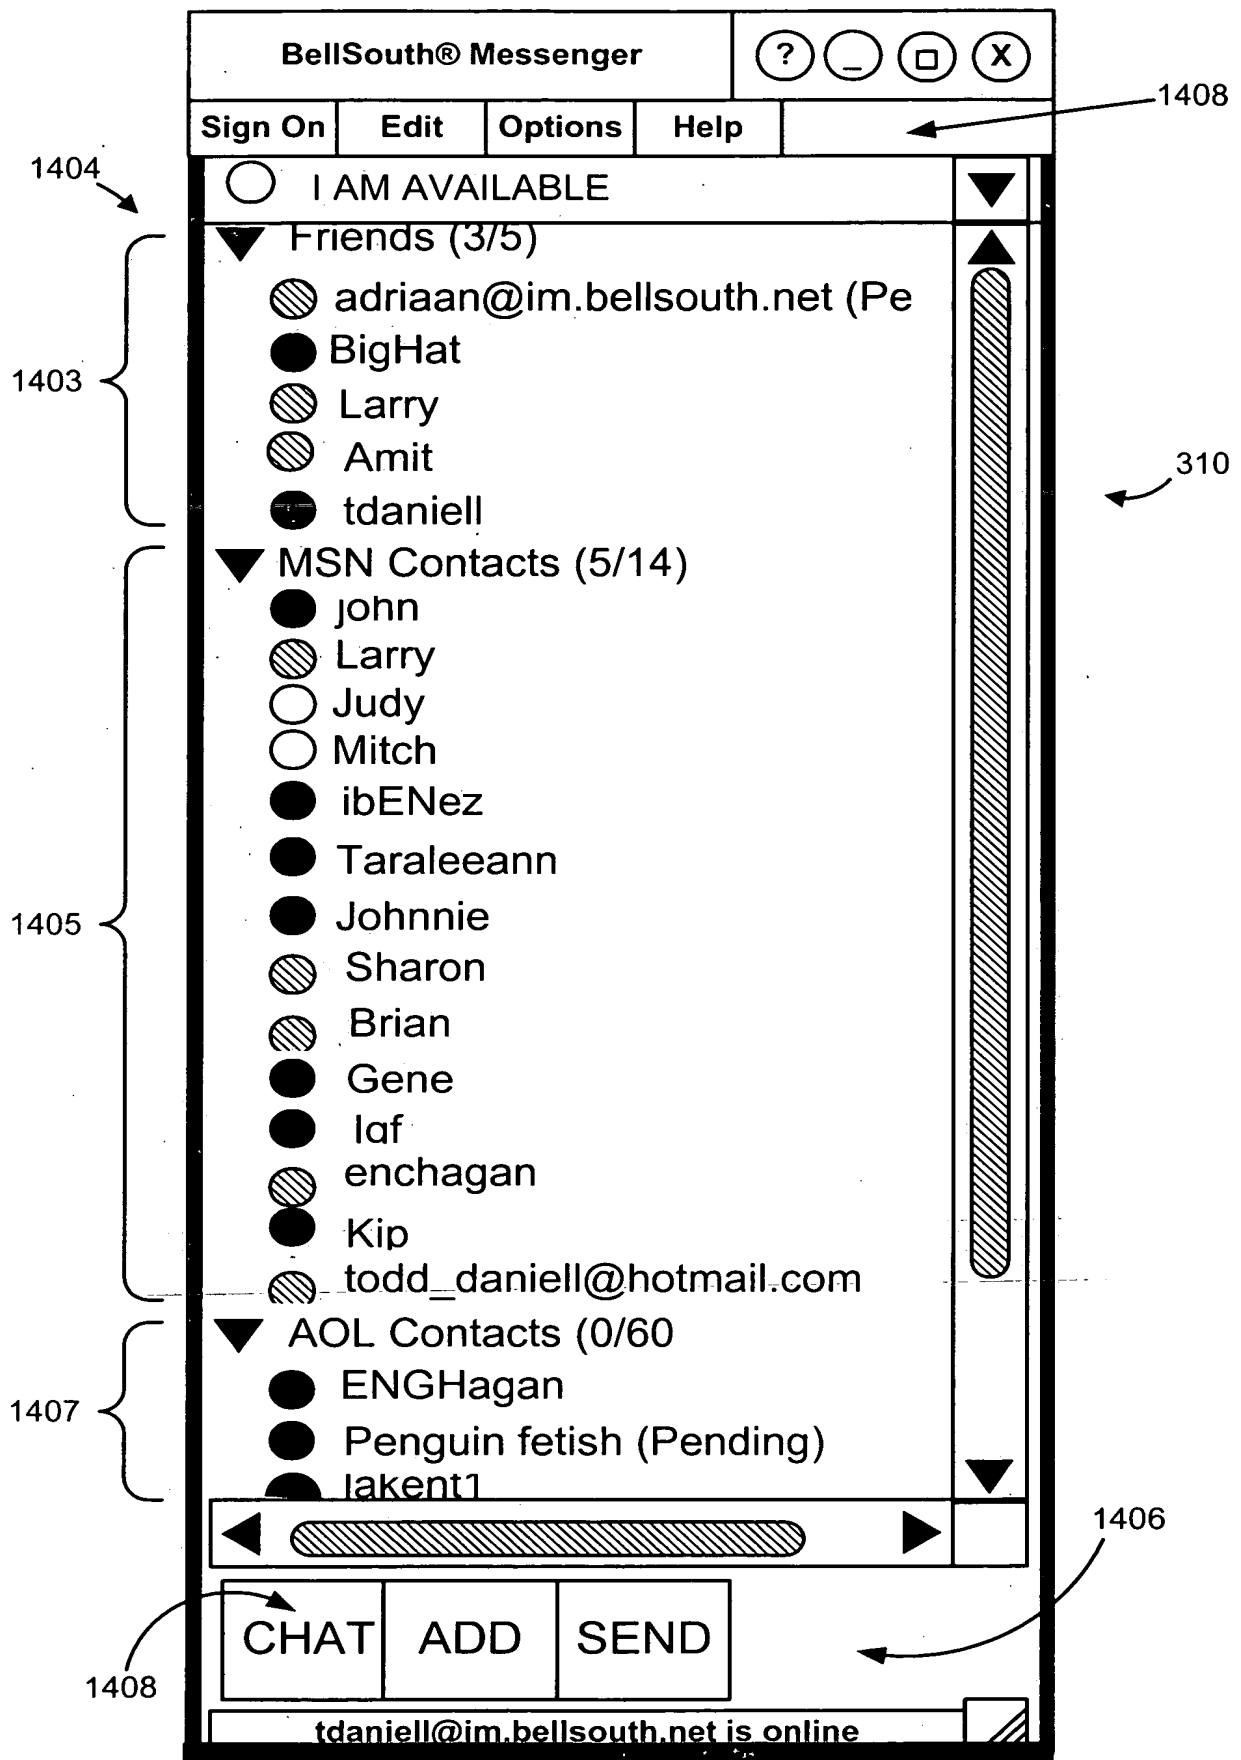 BellSouth® Messenger
? _ □ X
Sign On Edit Options Help
1408
1404
I AM AVAILABLE
Friends (3/5)
adriaan@im.bellsouth.net (Pe
BigHat
1403
Larry
Amit
310
tdaniell
MSN Contacts (5/14)
john
Larry
Judy
Mitch
ibENez
Taraleeann
1405
Johnnie
Sharon
Brian
Gene
enchagan
Kip
todd_daniell@hotmail.com
AOL Contacts (0/60
ENGHagan
1407
Penguin fetish (Pending)
lakent1
1406
CHAT ADD SEND
1408
tdaniell@im.bellsouth.net is online